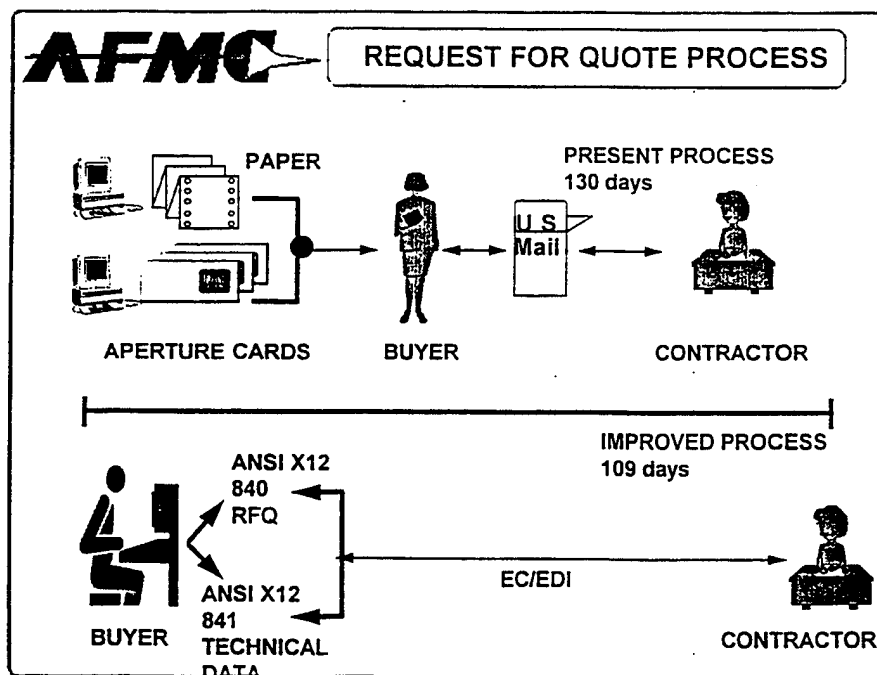 AFMC
REQUEST FOR QUOTE PROCESS
PAPER
PRESENT PROCESS
130 days
U S
Mail
APERTURE CARDS
BUYER
CONTRACTOR
IMPROVED PROCESS
109 days
ANSI X12
840
RFQ
EC/EDI
ANSI X12
841
TECHNICAL
DATA
BUYER
CONTRACTOR